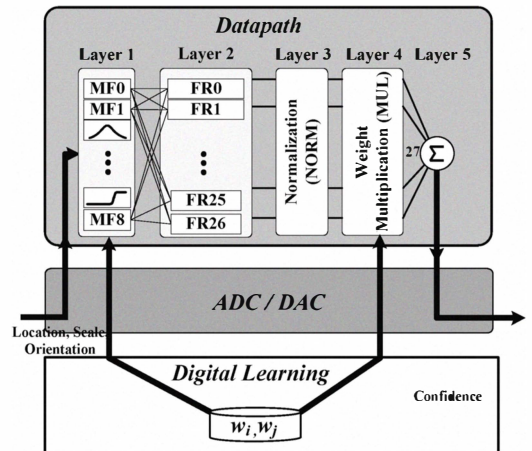 Datapath
Layer 1 Layer 2 Layer 3 Layer 4 Layer 5
MF0
MF1
MF8
FR0
FR1
FR25
FR26
Normalization
(NORM)
Weight
Multiplication (MUL)
27
Σ
ADC / DAC
Location, Scale,
Orientation
Digital Learning
Confidence
wi ,wj